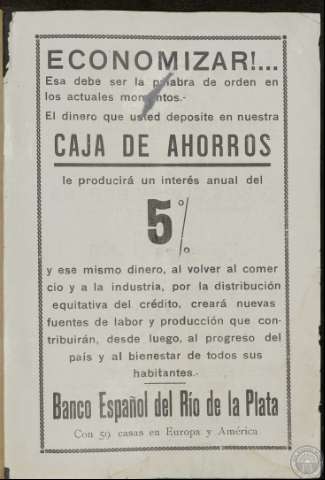 ECONOMIZAR!...
Esa debe ser la palabra de orden en
los actuales momentos.-
El dinero que usted deposite en nuestra
CAJA DE AHORROS
le producirá un interés anual del
5%
y ese mismo dinero, al volver al comer
cio y a la industria, por la distribución
equitativa del crédito, creará nuevas
fuentes de labor y producción que con-
tribuirán, desde luego, al progreso del
país y al bienestar de todos sus
habitantes.-
Banco Español del Río de la Plata
Con 59 casas en Europa y América